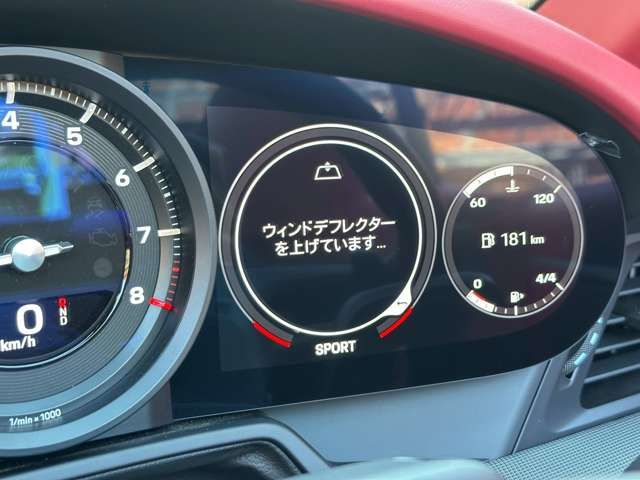 4
5
6
7
8
0
R
N
D
km/h
1/min × 1000
ウィンドデフレクター
を上げています...
SPORT
60
120
181 km
0
4/4